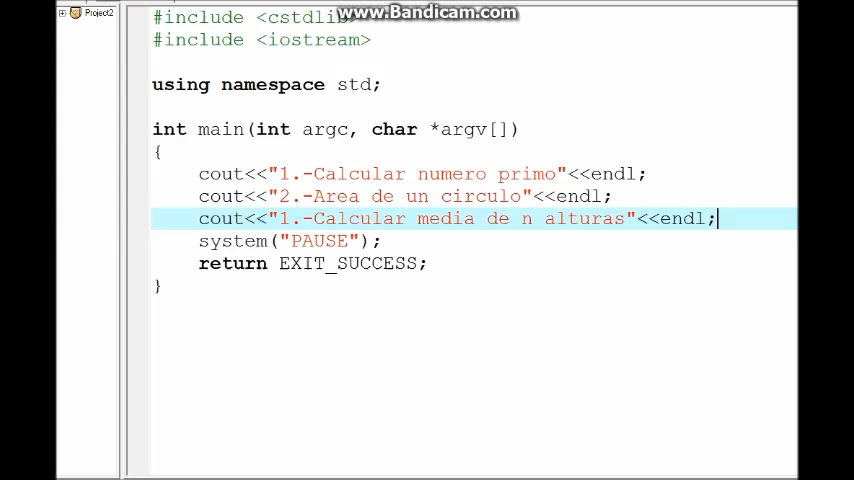 www.Bandicam.com
Project2
#include <cstdlib>
#include <iostream>
using namespace std;
int main(int argc, char *argv[])
{
cout<<"1.-Calcular numero primo"<<endl;
cout<<"2.-Area de un circulo"<<endl;
cout<<"1.-Calcular media de n alturas"<<endl;
system("PAUSE");
return EXIT_SUCCESS;
}